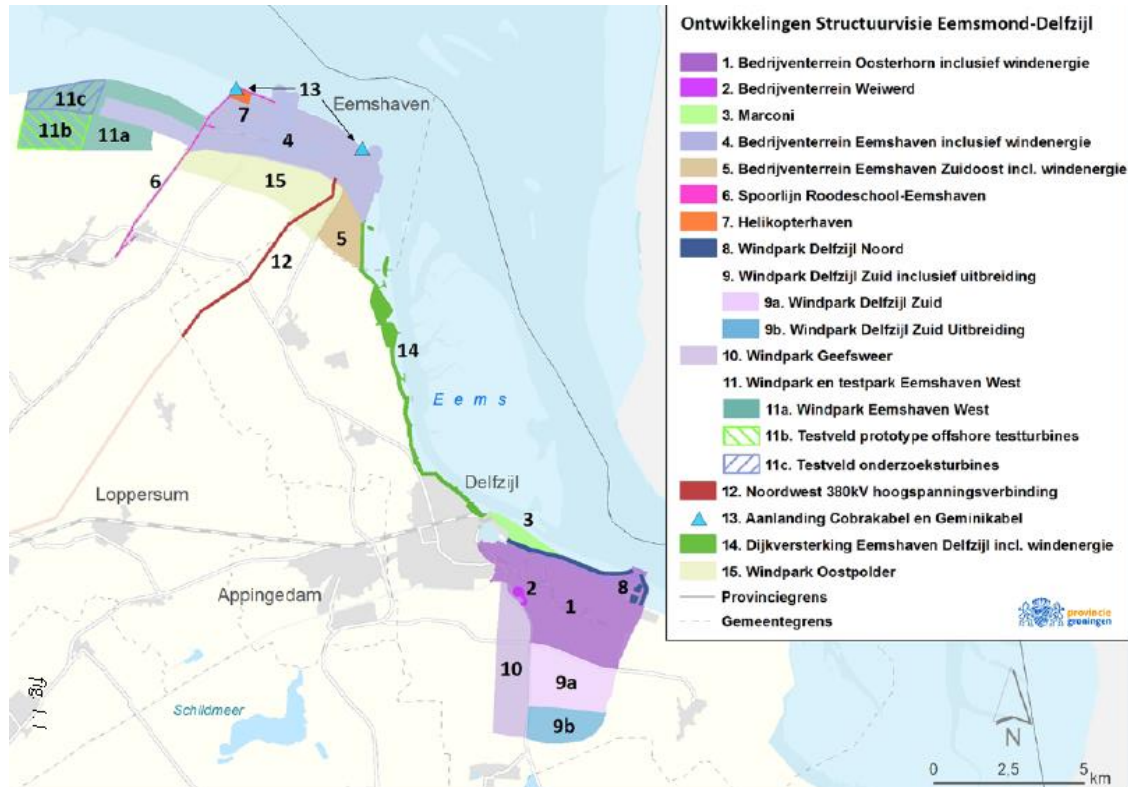 Ontwikkelingen Structuurvisie Eemsmond-Delfzijl
1. Bedrijventerrein Oosterhorn inclusief windenergie
2. Bedrijventerrein Weiwerd
3. Marconi
4. Bedrijventerrein Eemshaven inclusief windenergie
5. Bedrijventerrein Eemshaven Zuidoost incl. windenergie
6. Spoorlijn Roodeschool-Eemshaven
7. Helikopterhaven
8. Windpark Delfzijl Noord
9. Windpark Delfzijl Zuid inclusief uitbreiding
9a. Windpark Delfzijl Zuid
9b. Windpark Delfzijl Zuid Uitbreiding
10. Windpark Geefsweer
11. Windpark en testpark Eemshaven West
11a. Windpark Eemshaven West
11b. Testveld prototype offshore testturbines
11c. Testveld onderzoeksturbines
12. Noordwest 380kV hoogspanningsverbinding
13. Aanlanding Cobrakabel en Geminikabel
14. Dijkversterking Eemshaven Delfzijl incl. windenergie
15. Windpark Oostpolder
Provinciegrens
Gemeentegrens
provincie
groningen
13
Eemshaven
11c
7
11b
11a
4
6
15
5
12
14
Eems
Loppersum
Delfzijl
3
Appingedam
2
1
8
10
9a
9b
Schildmeer
fig. 1.1
N
0 2,5 5
km